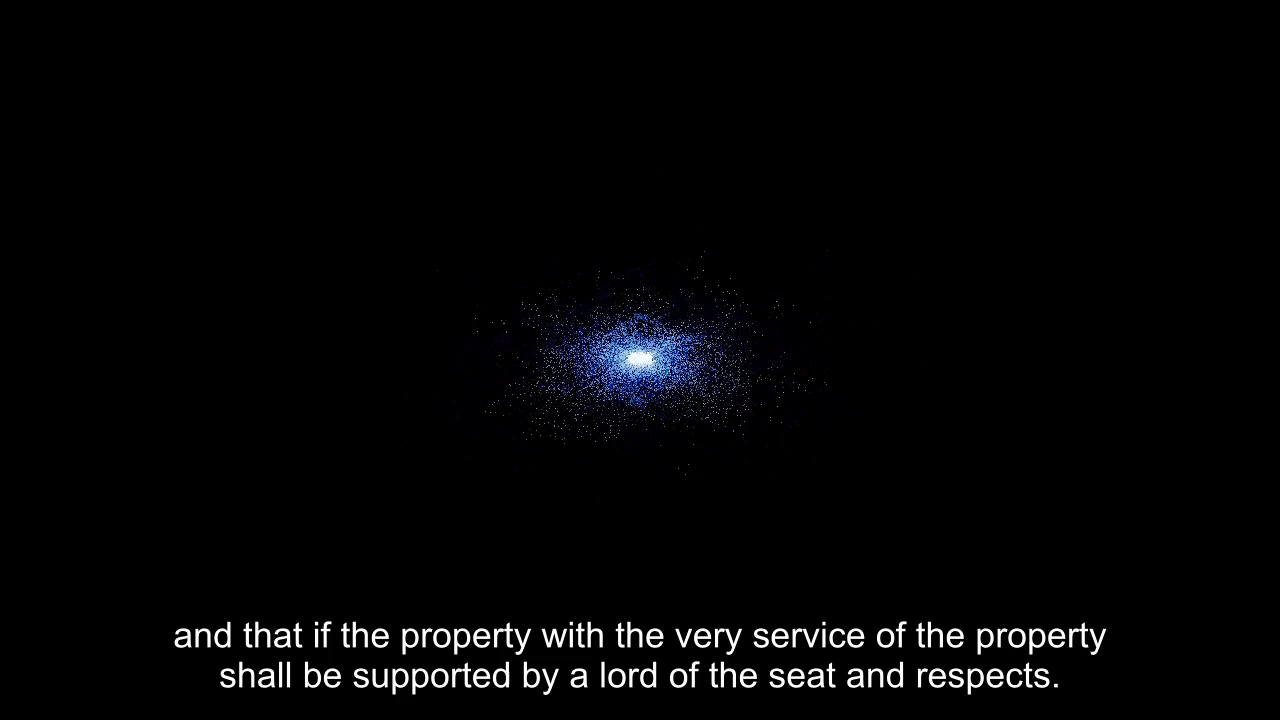 and that if the property with the very service of the property
shall be supported by a lord of the seat and respects.